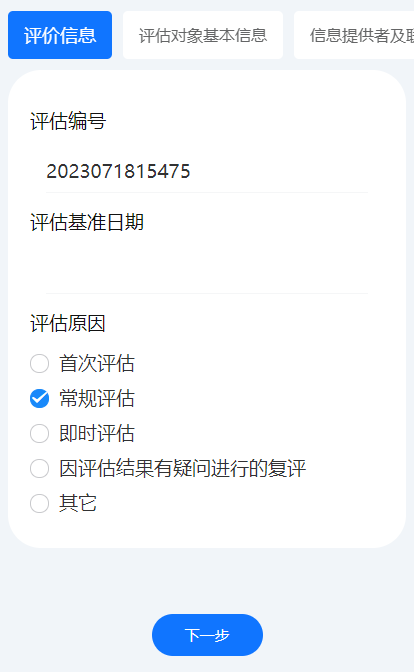 评价信息 评估对象基本信息 信息提供者及
评估编号
2023071815475
评估基准日期
评估原因
首次评估
常规评估
即时评估
因评估结果有疑问进行的复评
其它
下一步